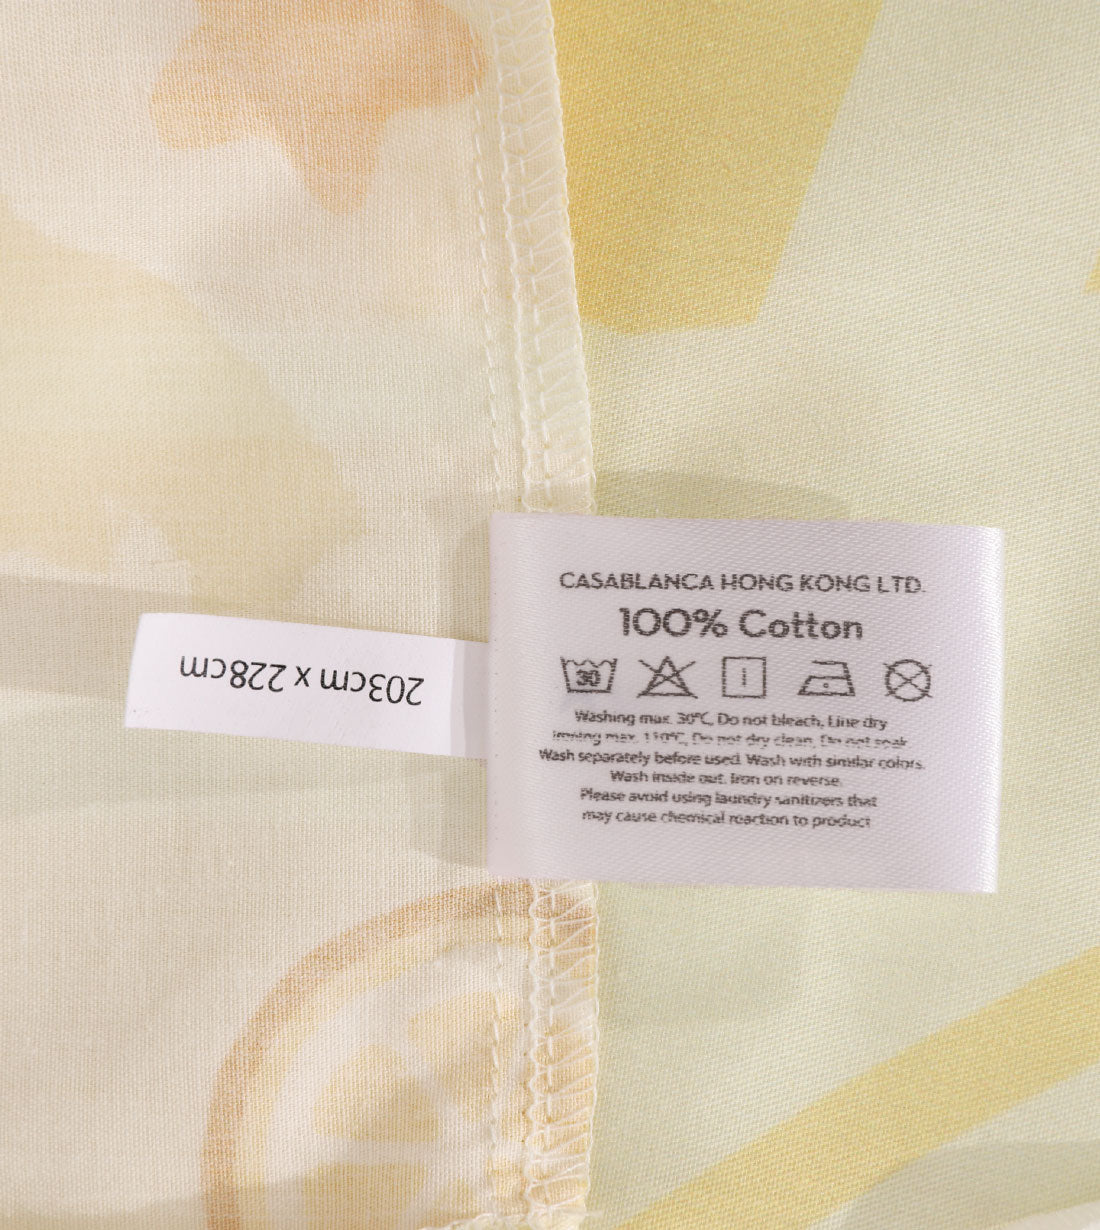 CASABLANCA HONG KONG LTD.
100% Cotton
30
Washing max. 30°C, Do not bleach, Line dry
Ironing max. 110°C, Do not dry clean, Do not soak
Wash separately before used. Wash with similar colors.
Wash inside out. Iron on reverse.
Please avoid using laundry sanitizers that
may cause chemical reaction to product
203cm x 228cm